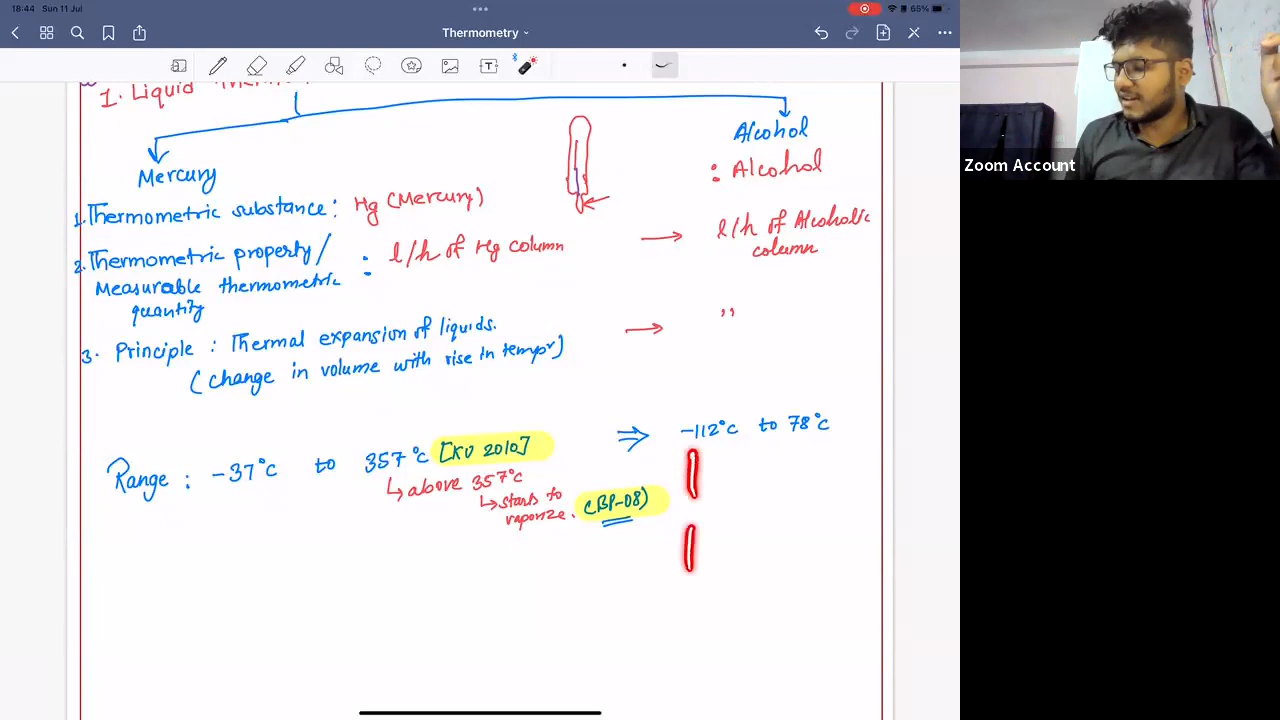 18:44 Sun 11 Jul
65%
Thermometry
T
1. Liquid
Mercury
Alcohol
1. Thermometric substance : Hg (Mercury)
: Alcohol
2. Thermometric property /
Measurable thermometric
quantity
: l/h of Hg column → l/h of Alcoholic
column
3. Principle : Thermal expansion of liquids. → ,,
(change in volume with rise in tempr)
Range : -37°C to 357°C [KU 2010] ⇒ -112°C to 78°C
↳ above 357°C
↳ starts to
vaporize. (BP-08)
Zoom Account